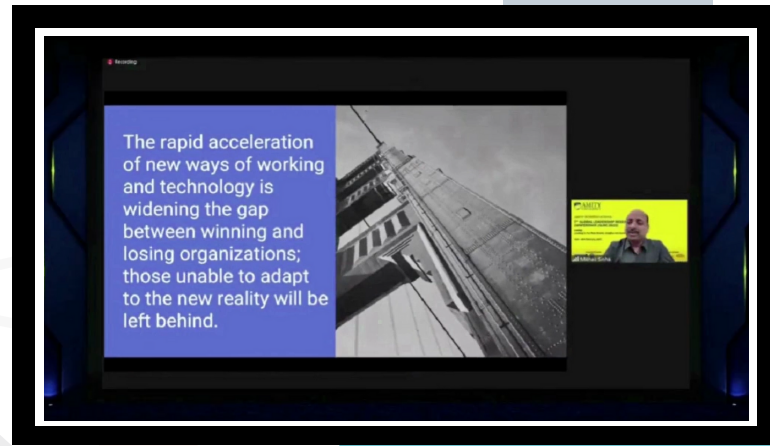 Recording
The rapid acceleration
of new ways of working
and technology is
widening the gap
between winning and
losing organizations;
those unable to adapt
to the new reality will be
left behind.
AMITY